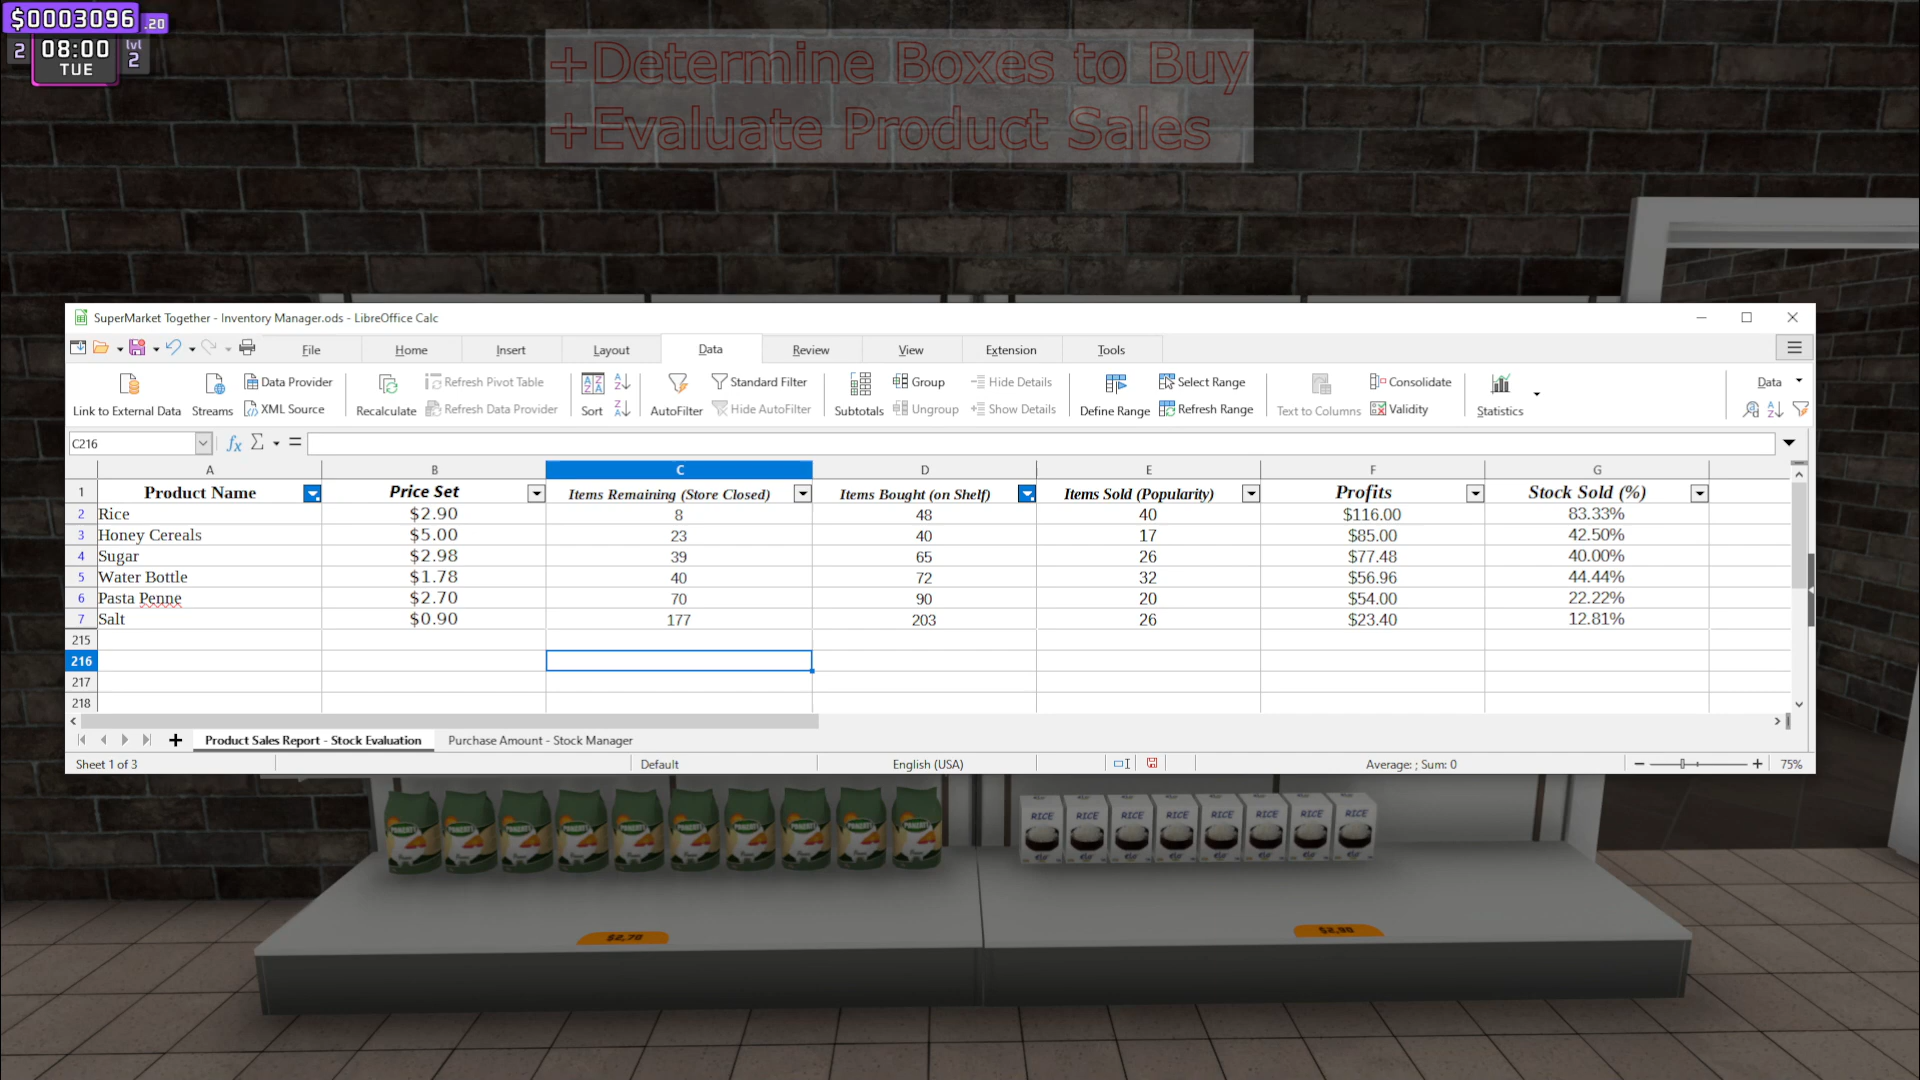 $0003096 .20
2 08:00 lvl
TUE 2
+Determine Boxes to Buy
+Evaluate Product Sales
SuperMarket Together - Inventory Manager.ods - LibreOffice Calc
File Home Insert Layout Data Review View Extension Tools
Link to External Data Streams Data Provider XML Source Recalculate Refresh Pivot Table Refresh Data Provider Sort AutoFilter Standard Filter Hide AutoFilter Subtotals Group Ungroup Hide Details Show Details Define Range Select Range Refresh Range Text to Columns Consolidate Validity Statistics Data
C216
A B C D E F G
1 Product Name Price Set Items Remaining (Store Closed) Items Bought (on Shelf) Items Sold (Popularity) Profits Stock Sold (%)
2 Rice $2.90 8 48 40 $116.00 83.33%
3 Honey Cereals $5.00 23 40 17 $85.00 42.50%
4 Sugar $2.98 39 65 26 $77.48 40.00%
5 Water Bottle $1.78 40 72 32 $56.96 44.44%
6 Pasta Penne $2.70 70 90 20 $54.00 22.22%
7 Salt $0.90 177 203 26 $23.40 12.81%
215
216
217
218
Product Sales Report - Stock Evaluation Purchase Amount - Stock Manager
Sheet 1 of 3 Default English (USA) Average: ; Sum: 0 75%
RICE RICE RICE RICE RICE RICE RICE RICE
$2,70 $2,90